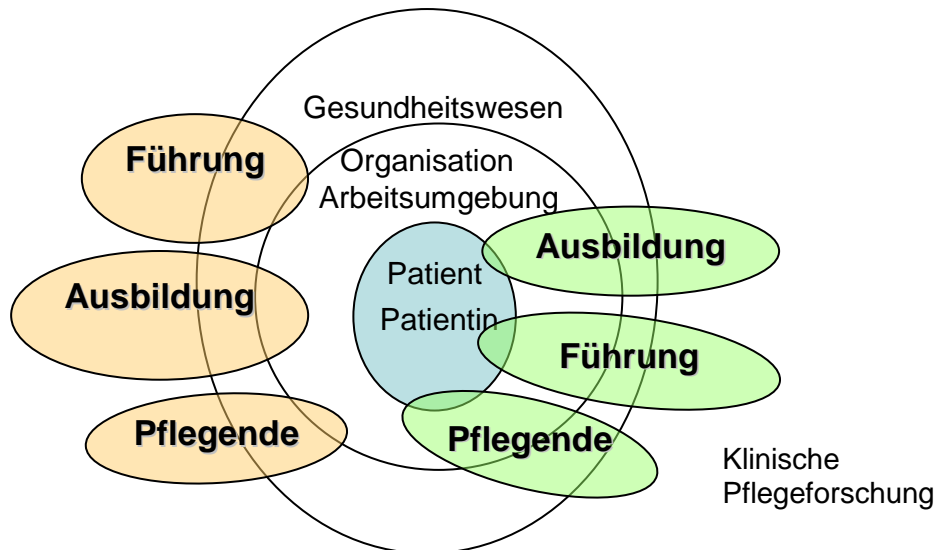 Gesundheitswesen
Führung
Organisation
Arbeitsumgebung
Ausbildung
Patient
Ausbildung
Patientin
Führung
Pflegende
Pflegende
Klinische
Pflegeforschung